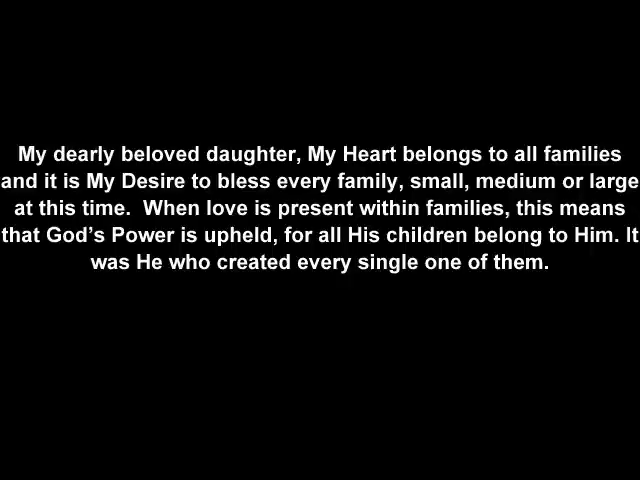 My dearly beloved daughter, My Heart belongs to all families
and it is My Desire to bless every family, small, medium or large
at this time.  When love is present within families, this means
that God’s Power is upheld, for all His children belong to Him. It
was He who created every single one of them.